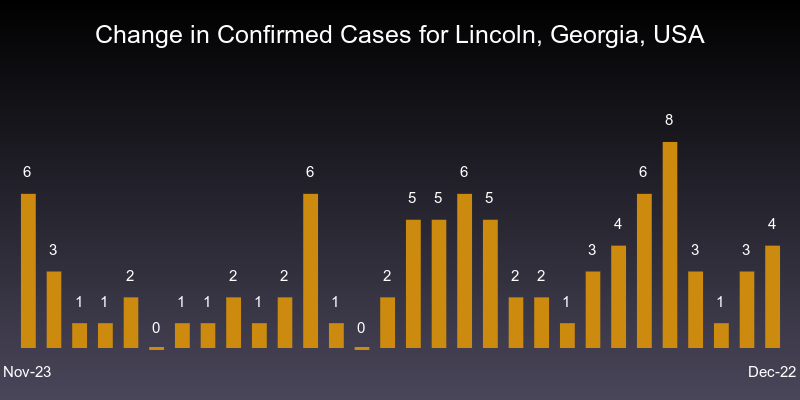 Change in Confirmed Cases for Lincoln, Georgia, USA
6 3 1 1 2 0 1 1 2 1 2 6 1 0 2 5 5 6 5 2 2 1 3 4 6 8 3 1 3 4
Nov-23 Dec-22